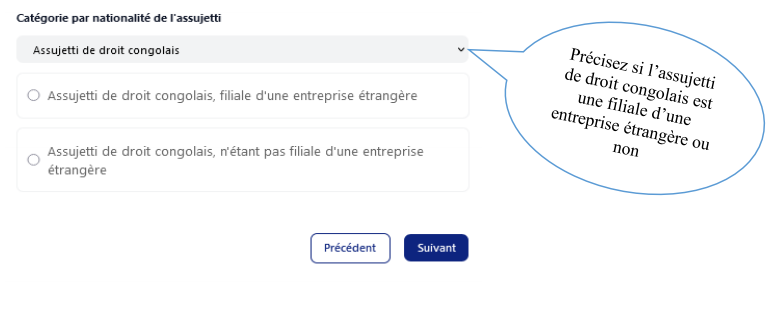 Catégorie par nationalité de l'assujetti
Assujetti de droit congolais
Assujetti de droit congolais, filiale d'une entreprise étrangère
Assujetti de droit congolais, n'étant pas filiale d'une entreprise
étrangère
Précédent
Suivant
Précisez si l’assujetti
de droit congolais est
une filiale d’une
entreprise étrangère ou
non